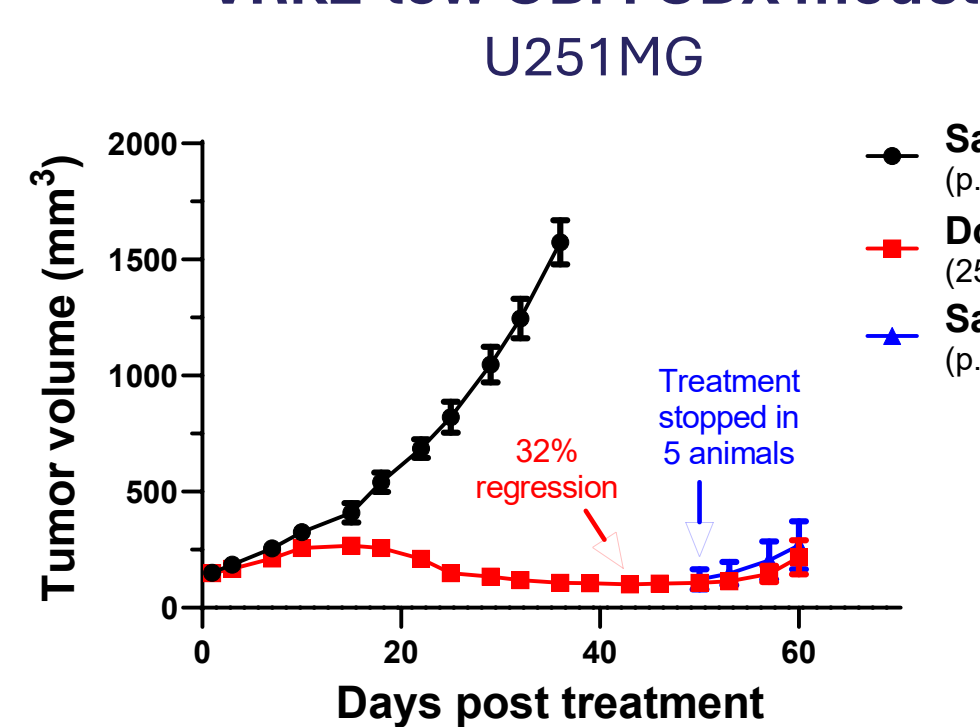 U251MG
Tumor volume (mm³)
2000
1500
1000
500
0
0 20 40 60
Days post treatment
32%
regression
Treatment
stopped in
5 animals
Sa
(p.
Do
(25
Sa
(p.